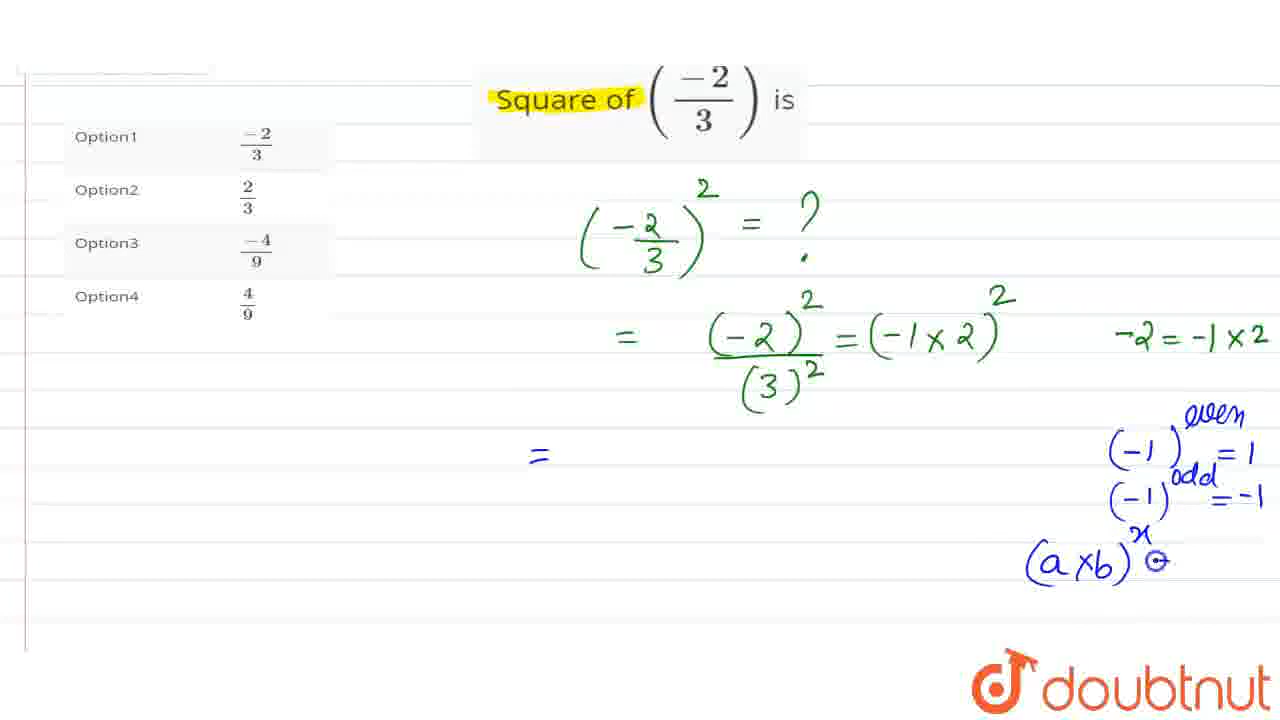 Square of (-2/3) is
Option1 -2/3
Option2 2/3
Option3 -4/9
Option4 4/9
(-2/3)² = ?
= (-2)²/(3)² = (-1 × 2)² -2 = -1 × 2
(-1)^even = 1
=
(-1)^odd = -1
(a × b)^x
doubtnut